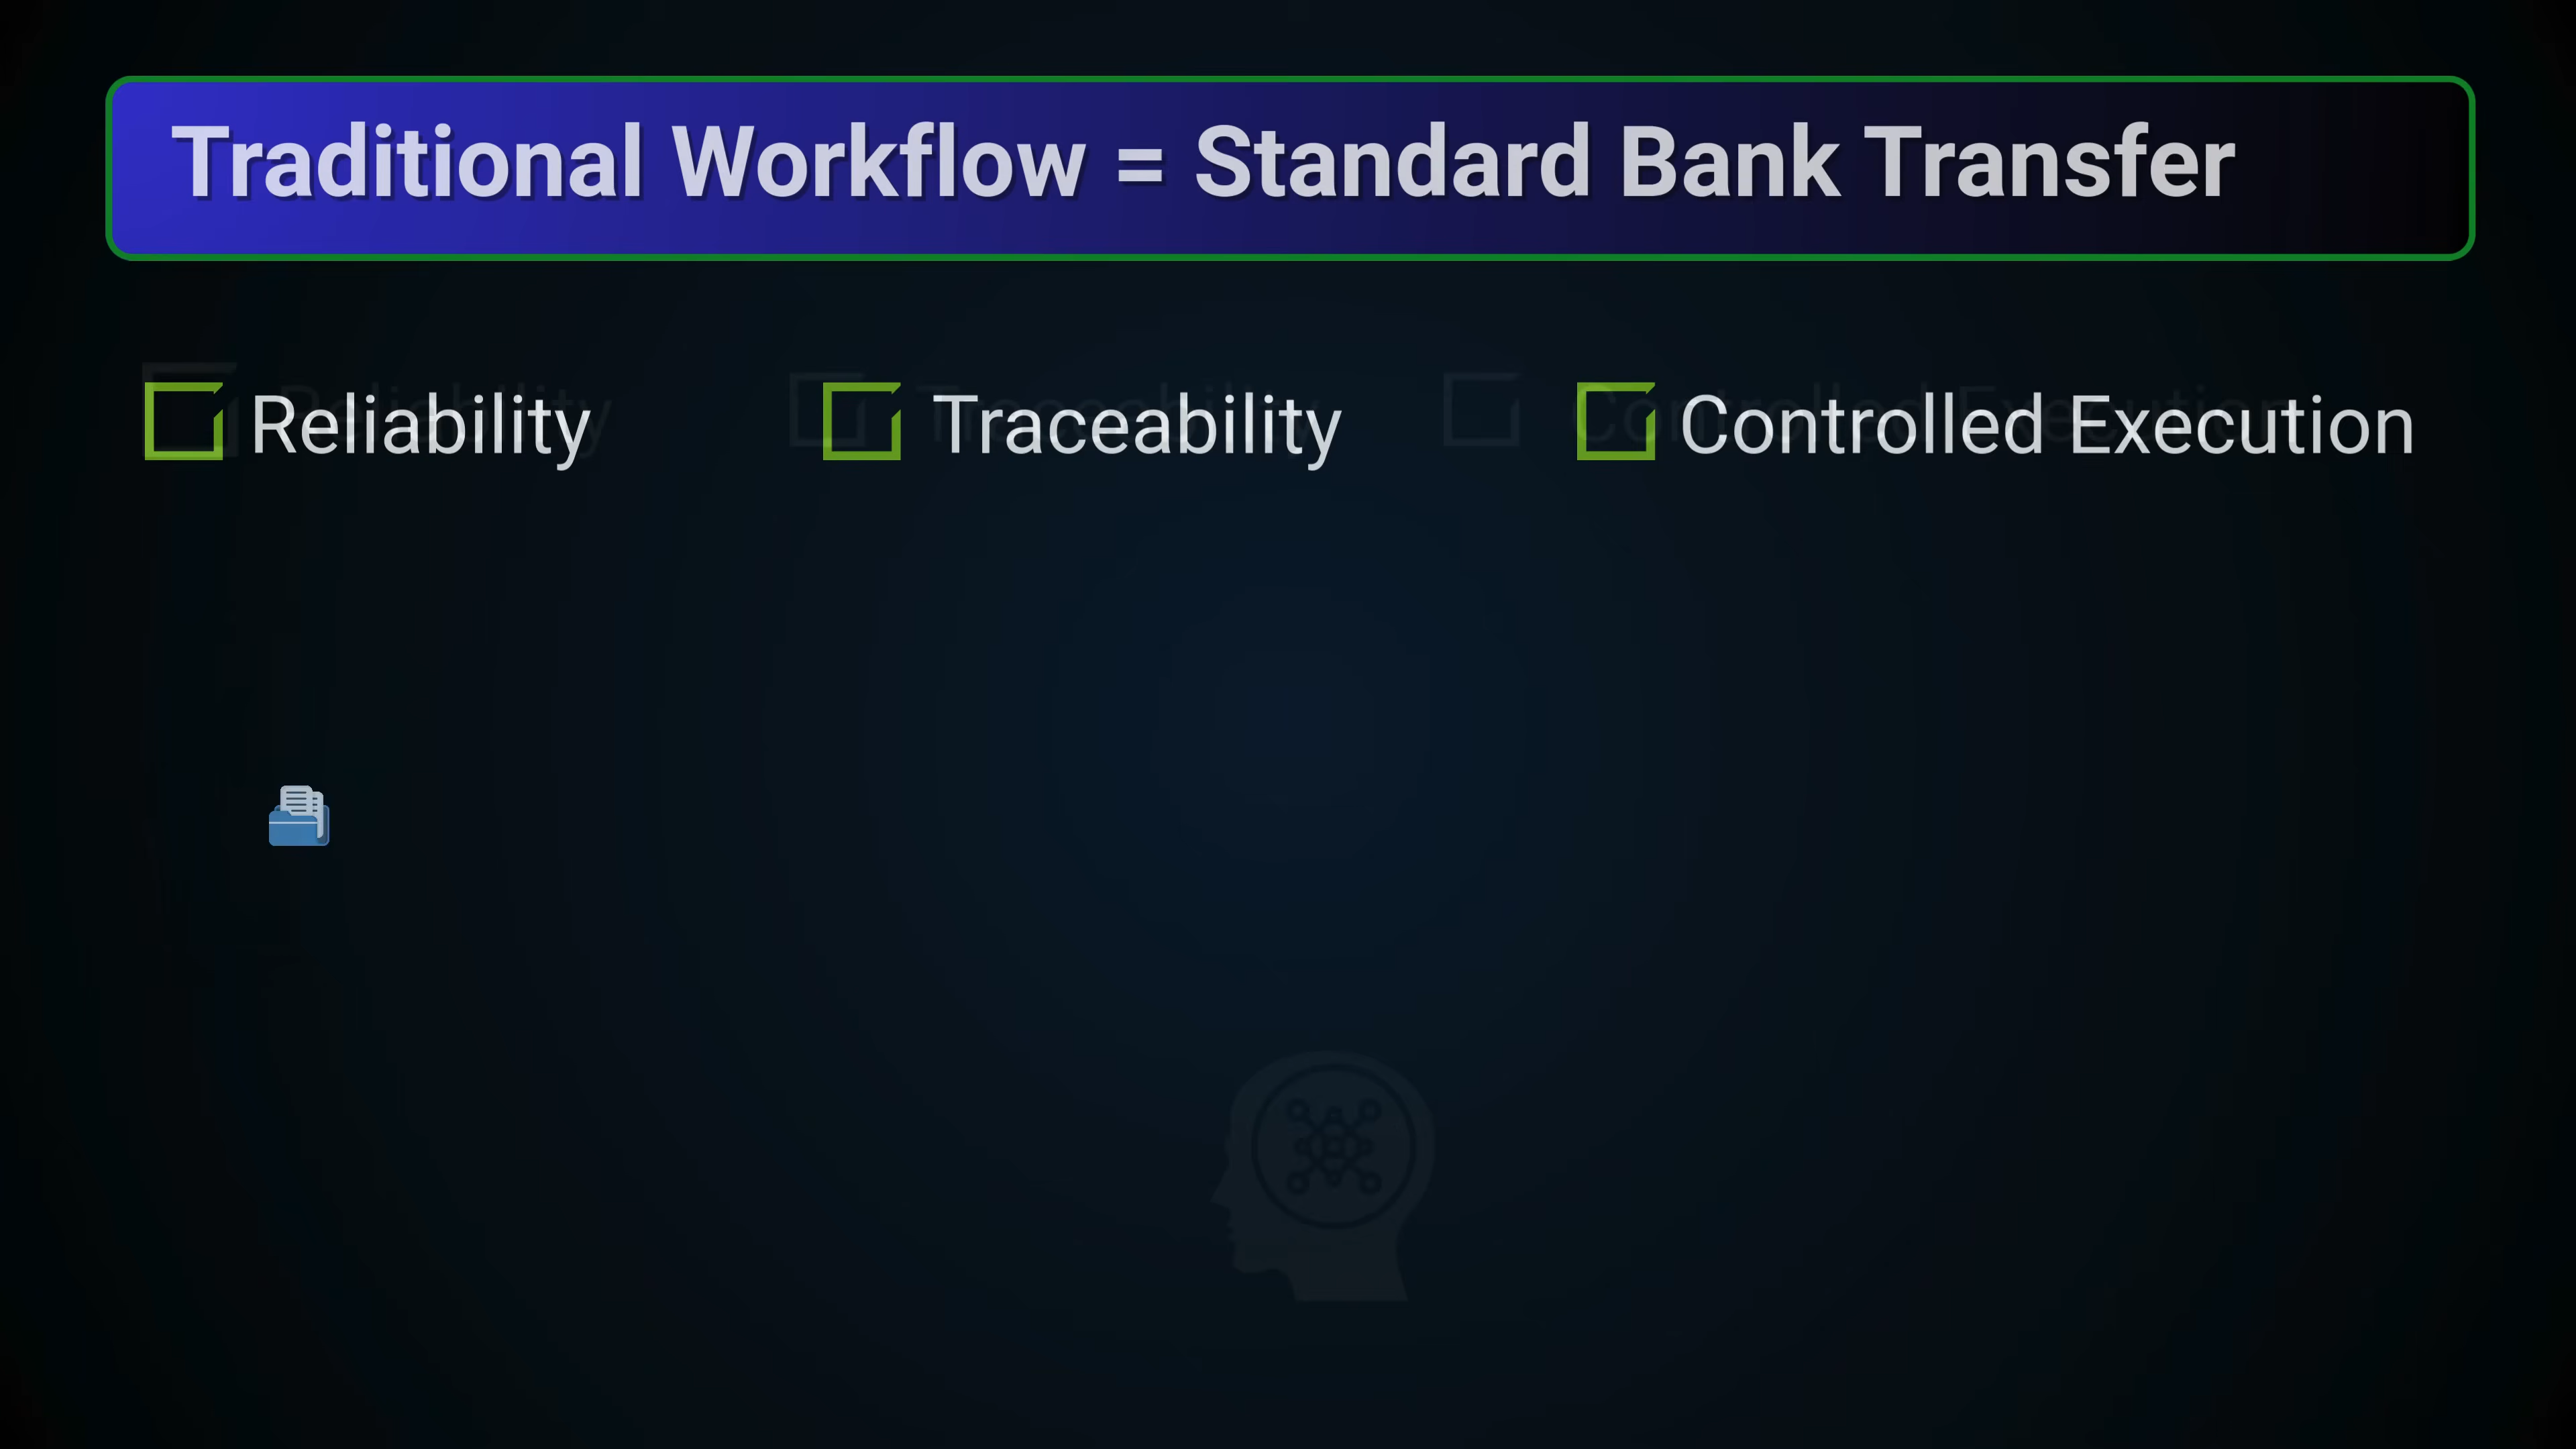 Traditional Workflow = Standard Bank Transfer
Reliability
Traceability
Controlled Execution